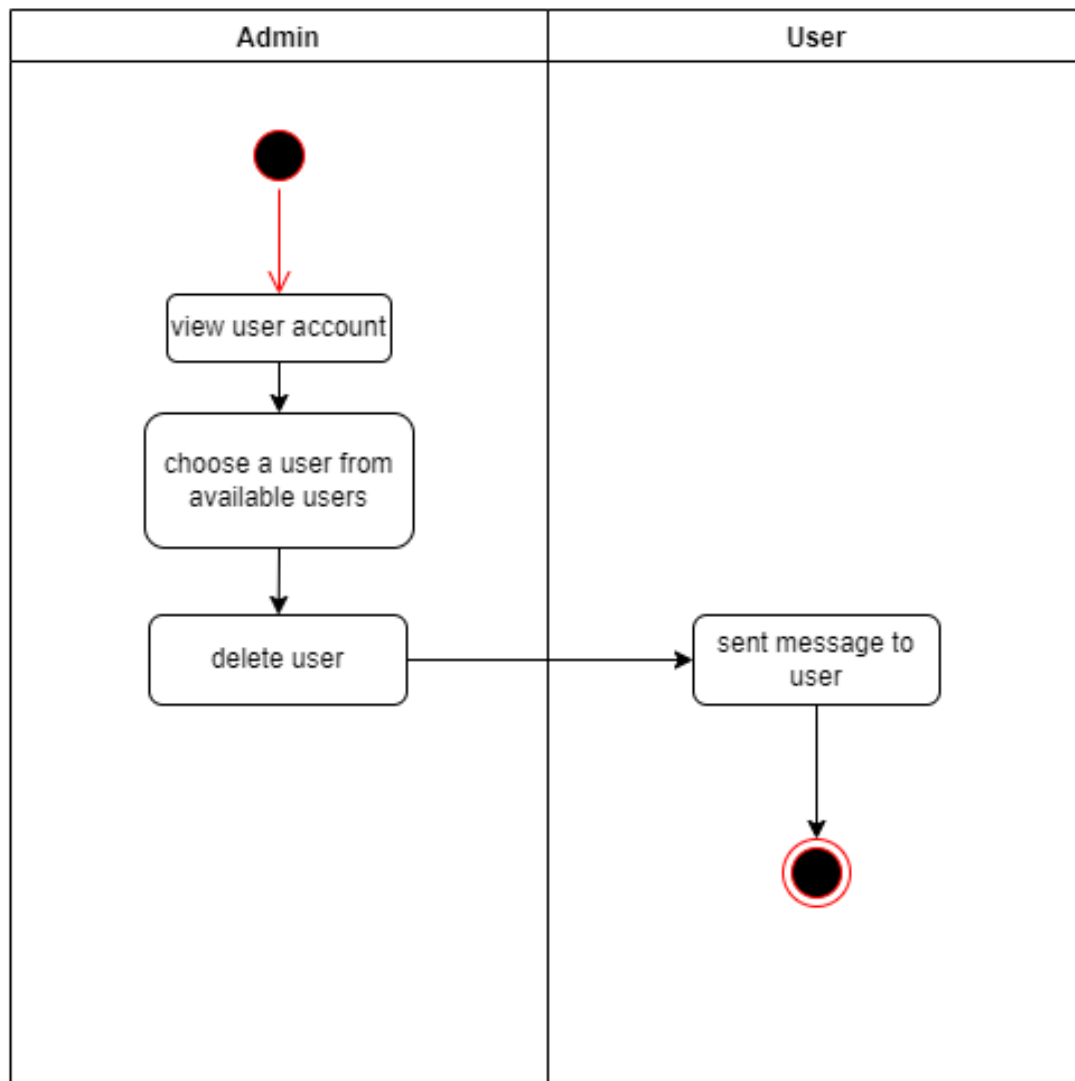 Admin
User
view user account
choose a user from
available users
delete user
sent message to
user